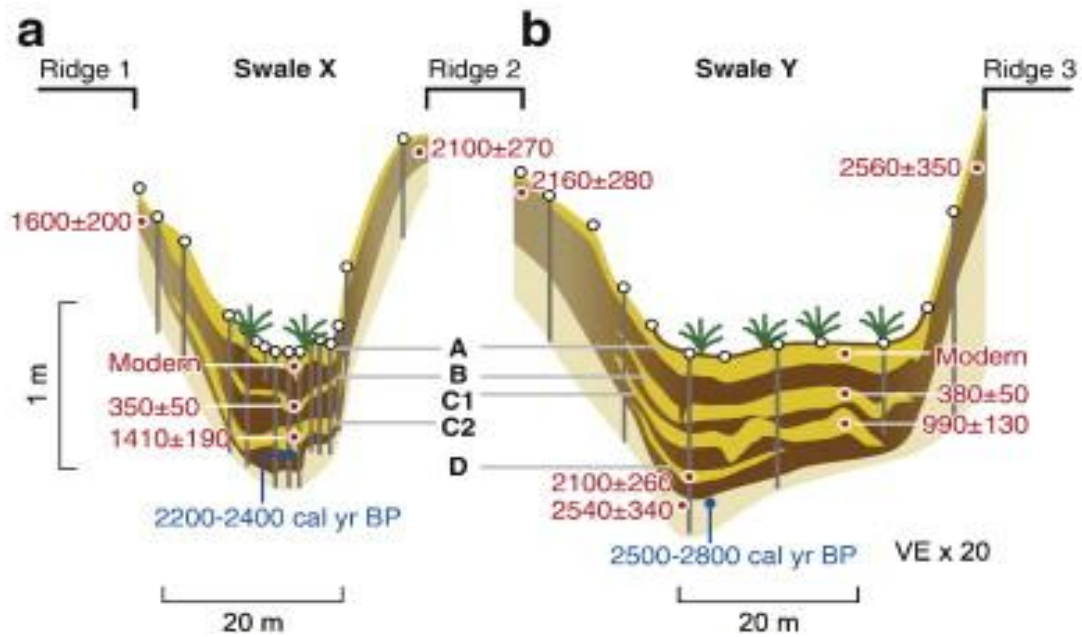 a
b
Ridge 1
Swale X
Ridge 2
Swale Y
Ridge 3
2100±270
2160±280
2560±350
1600±200
1 m
Modern
A
Modern
B
350±50
C1
380±50
1410±190
C2
990±130
D
2100±260
2540±340
2200-2400 cal yr BP
2500-2800 cal yr BP
VE x 20
20 m
20 m